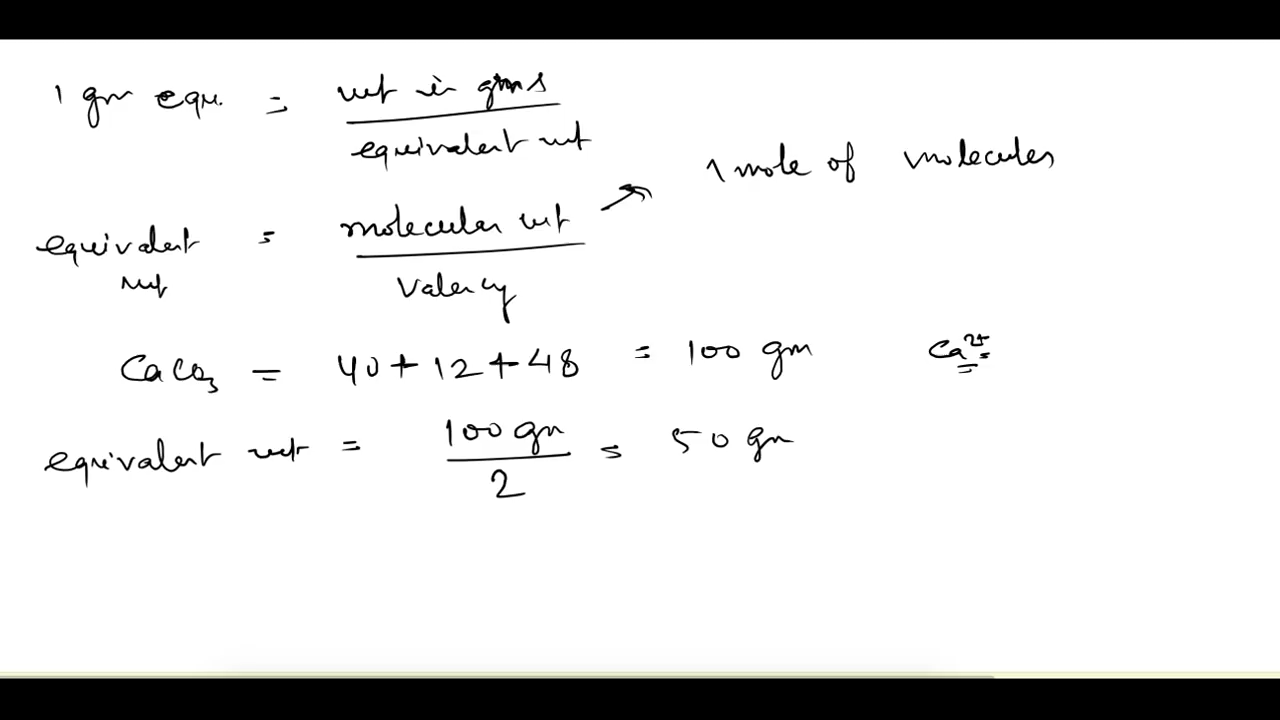 1 gm equ. = wt in gms / equivalent wt
1 mole of molecules
equivalent wt = molecular wt / valency →
CaCO₃ = 40 + 12 + 48 = 100 gm Ca²⁺
equivalent wt = 100 gm / 2 = 50 gm